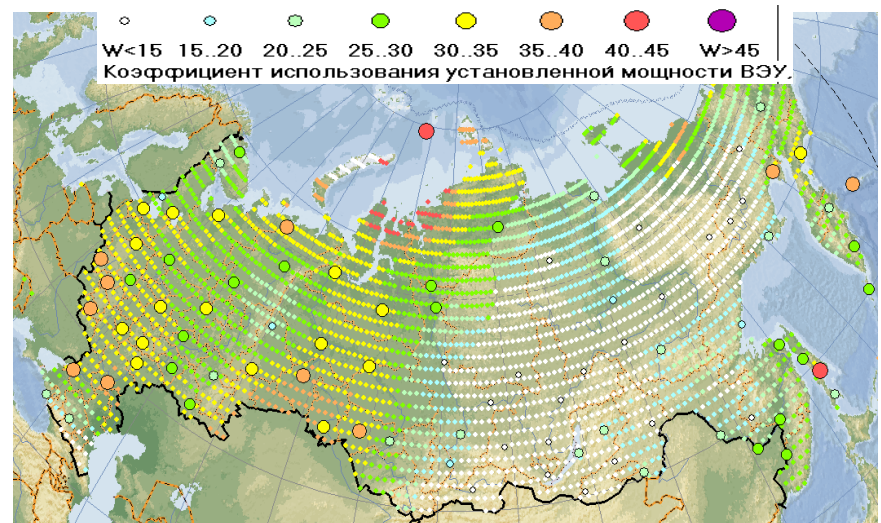 W<15 15..20 20..25 25..30 30..35 35..40 40..45 W>45
Коэффициент использования установленной мощности ВЭУ,